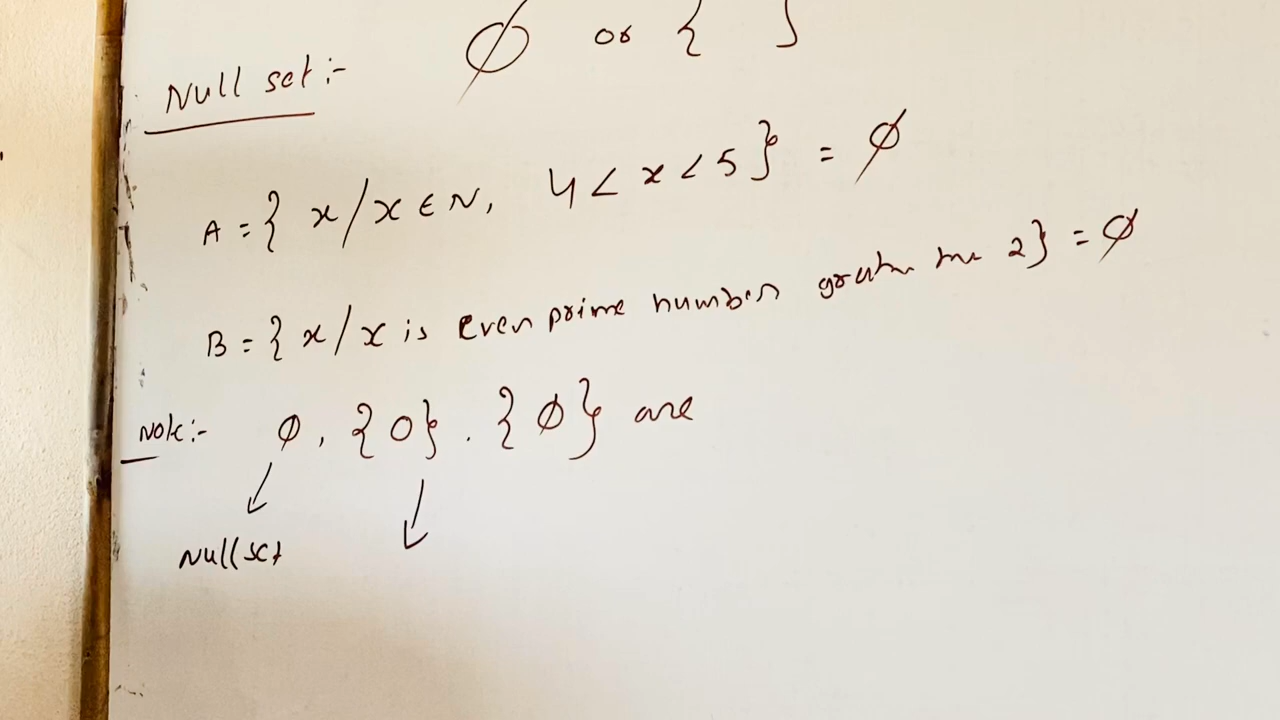 Null set :- ∅ or { }
A = { x/x ∈ N, 4 < x < 5} = ∅
B = { x/x is even prime number greater than 2} = ∅
Note :- ∅, {0}. {∅} are
Null set